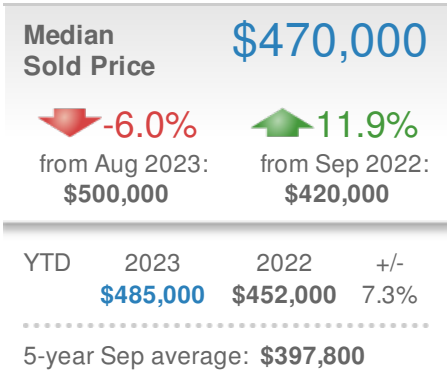 Median
Sold Price
$470,000
-6.0%
from Aug 2023:
$500,000
11.9%
from Sep 2022:
$420,000
YTD 2023 2022 +/-
$485,000 $452,000 7.3%
5-year Sep average: $397,800